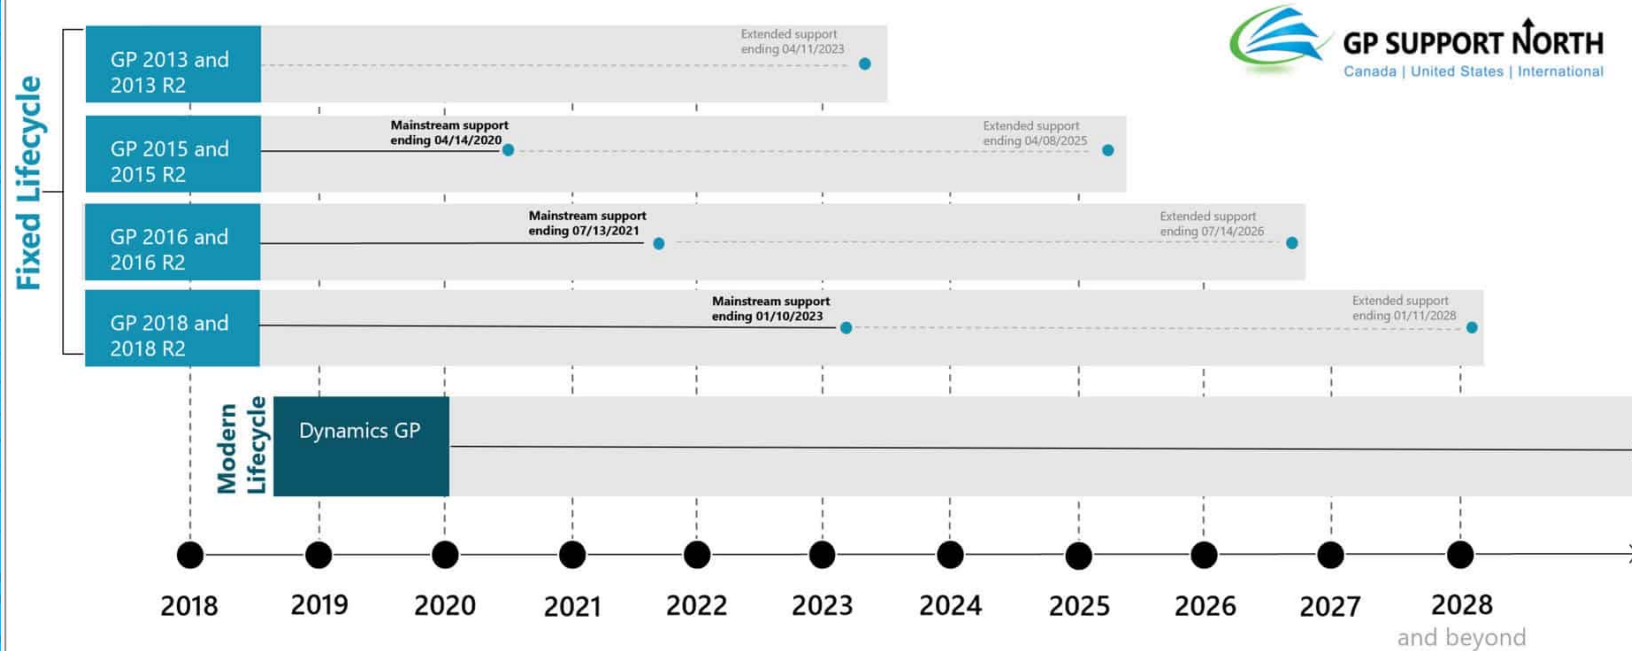 GP SUPPORT NORTH
Canada | United States | International
Fixed Lifecycle
GP 2013 and
2013 R2
Extended support
ending 04/11/2023
GP 2015 and
2015 R2
Mainstream support
ending 04/14/2020
Extended support
ending 04/08/2025
GP 2016 and
2016 R2
Mainstream support
ending 07/13/2021
Extended support
ending 07/14/2026
GP 2018 and
2018 R2
Mainstream support
ending 01/10/2023
Extended support
ending 01/11/2028
Modern
Lifecycle
Dynamics GP
2018 2019 2020 2021 2022 2023 2024 2025 2026 2027 2028
and beyond